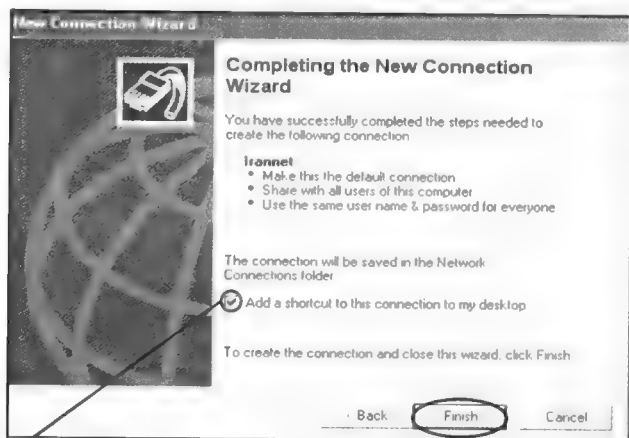 New Connection Wizard
Completing the New Connection
Wizard
You have successfully completed the steps needed to
create the following connection
Irannet
• Make this the default connection
• Share with all users of this computer
• Use the same user name & password for everyone
The connection will be saved in the Network
Connections folder
Add a shortcut to this connection to my desktop
To create the connection and close this wizard, click Finish
Back Finish Cancel